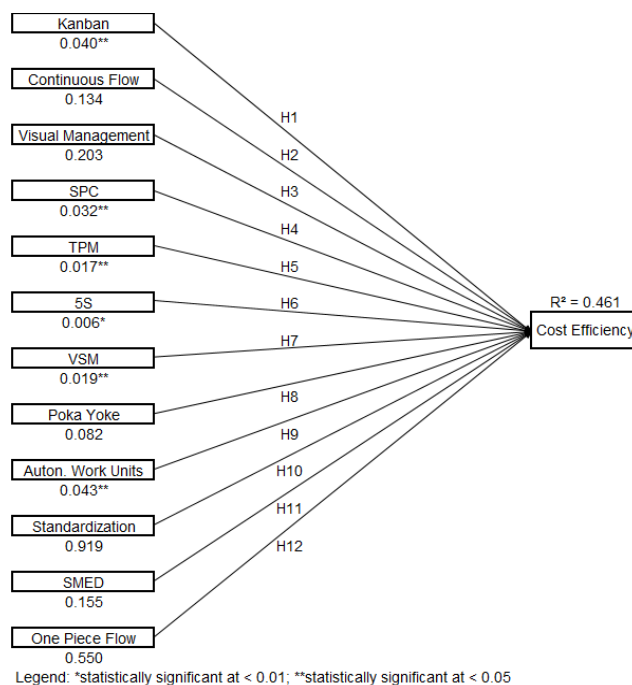 Kanban
0.040**
Continuous Flow
0.134
Visual Management
0.203
SPC
0.032**
TPM
0.017**
5S
0.006*
VSM
0.019**
Poka Yoke
0.082
Auton. Work Units
0.043**
Standardization
0.919
SMED
0.155
One Piece Flow
0.550
H1
H2
H3
H4
H5
H6
H7
H8
H9
H10
H11
H12
R² = 0.461
Cost Efficiency
Legend: *statistically significant at < 0.01; **statistically significant at < 0.05